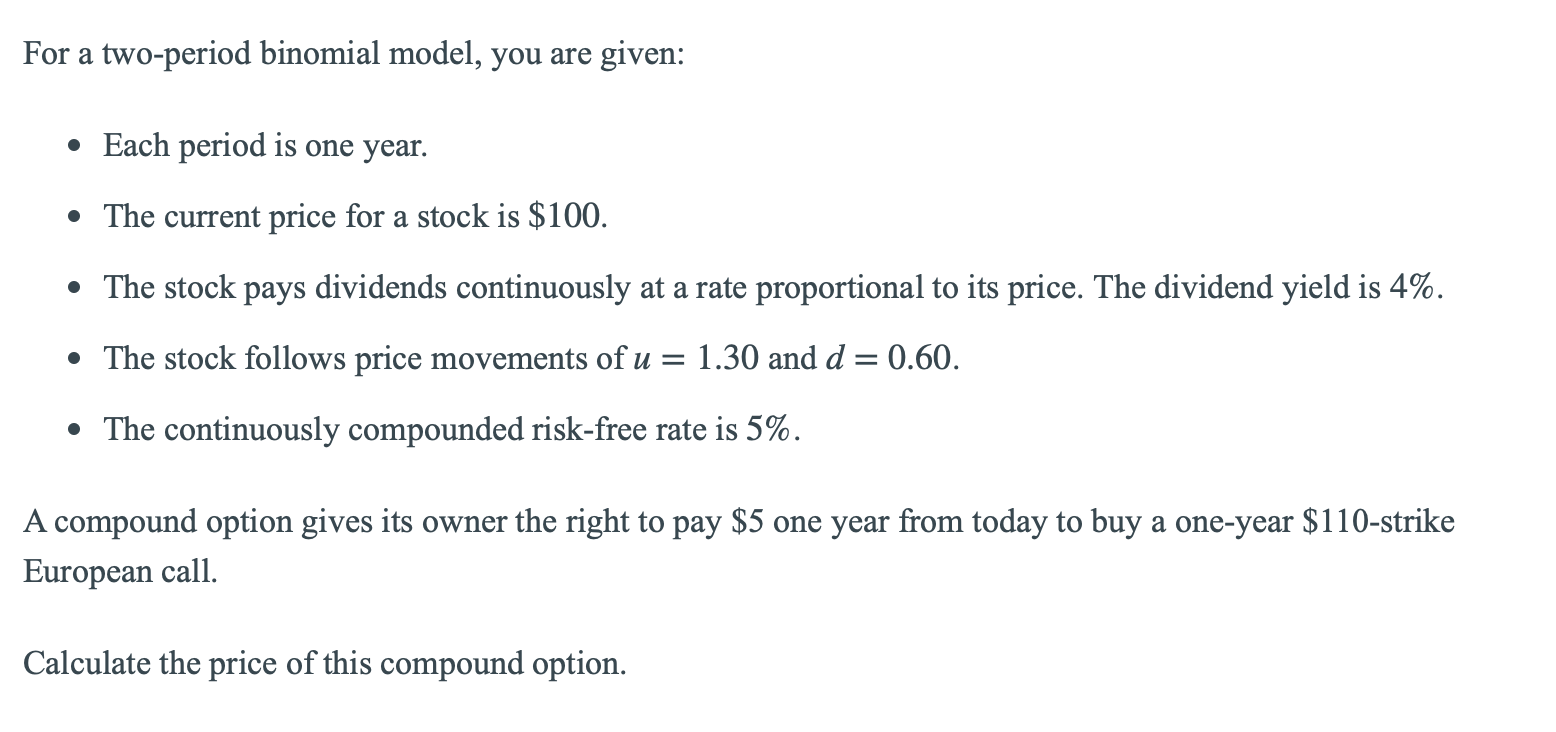 For a two-period binomial model, you are given:
• Each period is one year.
• The current price for a stock is $100.
• The stock pays dividends continuously at a rate proportional to its price. The dividend yield is 4%.
• The stock follows price movements of u = 1.30 and d = 0.60.
• The continuously compounded risk-free rate is 5%.
A compound option gives its owner the right to pay $5 one year from today to buy a one-year $110-strike
European call.
Calculate the price of this compound option.